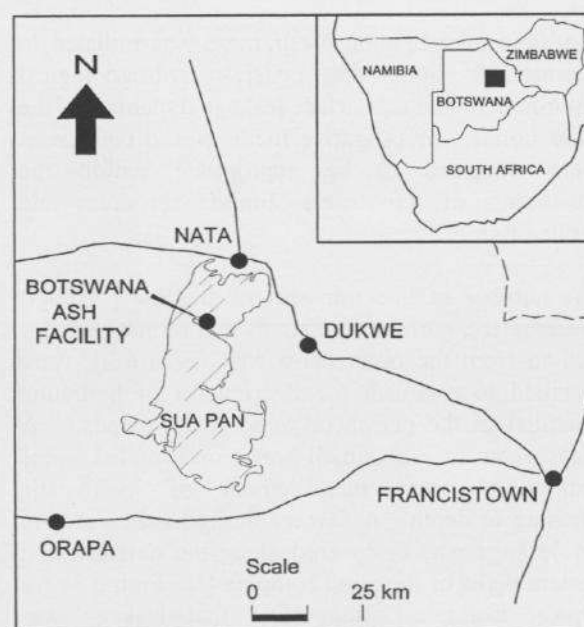 N
NAMIBIA
ZIMBABWE
BOTSWANA
SOUTH AFRICA
NATA
BOTSWANA
ASH
FACILITY
DUKWE
SUA PAN
FRANCISTOWN
ORAPA
Scale
0 25 km